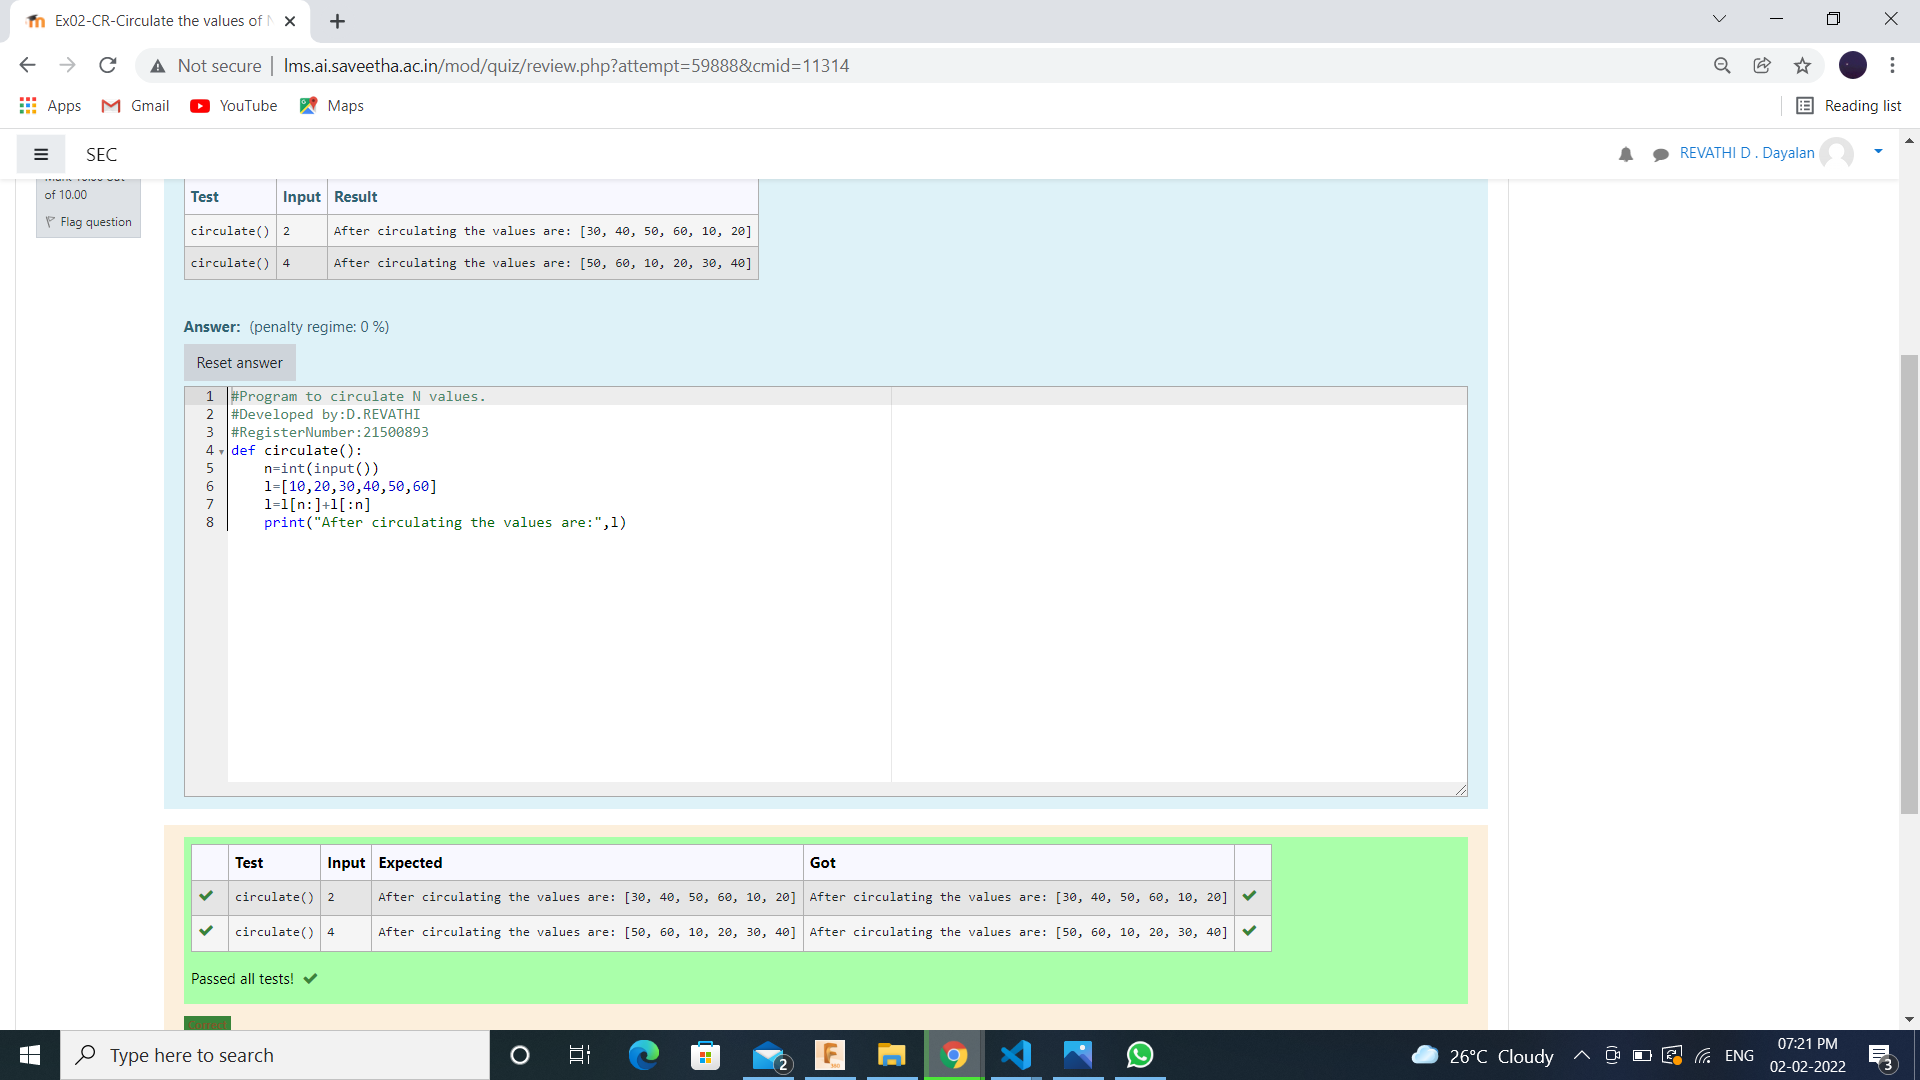 Ex02-CR-Circulate the values of N
Not secure
lms.ai.saveetha.ac.in/mod/quiz/review.php?attempt=59888&cmid=11314
Apps Gmail YouTube Maps Reading list
SEC REVATHI D . Dayalan
of 10.00
Flag question
Test Input Result
circulate() 2 After circulating the values are: [30, 40, 50, 60, 10, 20]
circulate() 4 After circulating the values are: [50, 60, 10, 20, 30, 40]
Answer: (penalty regime: 0 %)
Reset answer
1 #Program to circulate N values.
2 #Developed by:D.REVATHI
3 #RegisterNumber:21500893
4 def circulate():
5 n=int(input())
6 l=[10,20,30,40,50,60]
7 l=l[n:]+l[:n]
8 print("After circulating the values are:",l)
Test Input Expected Got
circulate() 2 After circulating the values are: [30, 40, 50, 60, 10, 20] After circulating the values are: [30, 40, 50, 60, 10, 20]
circulate() 4 After circulating the values are: [50, 60, 10, 20, 30, 40] After circulating the values are: [50, 60, 10, 20, 30, 40]
Passed all tests!
Type here to search
2
F
26°C Cloudy
ENG
07:21 PM
02-02-2022
3